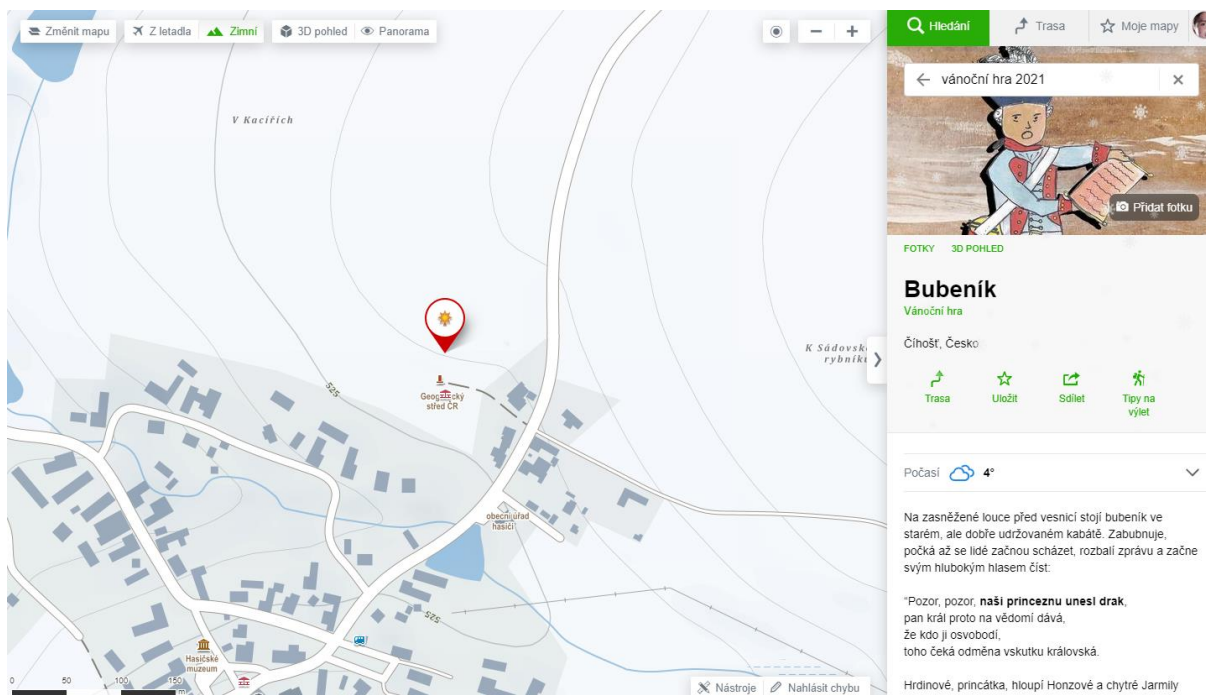 Změnit mapu
Z letadla
Zimní
3D pohled
Panorama
Hledání
Trasa
Moje mapy
vánoční hra 2021
Přidat fotku
FOTKY
3D POHLED
Bubeník
Vánoční hra
Číhošť, Česko
Trasa
Uložit
Sdílet
Tipy na
výlet
Počasí
4°
Na zasněžené louce před vesnicí stojí bubeník ve
starém, ale dobře udržovaném kabátě. Zabubnuje,
počká až se lidé začnou scházet, rozbalí zprávu a začne
svým hlubokým hlasem číst:
“Pozor, pozor, naši princeznu unesl drak,
pan král proto na vědomí dává,
že kdo ji osvobodí,
toho čeká odměna vskutku královská.
Hrdinové, princátka, hloupí Honzové a chytré Jarmily
V Kacířích
K Sádovsk
rybníku
525
střed ČR
obecní úřad
hasiči
525
Hasičské
muzeum
0
50
100
150
m
Nástroje
Nahlásit chybu